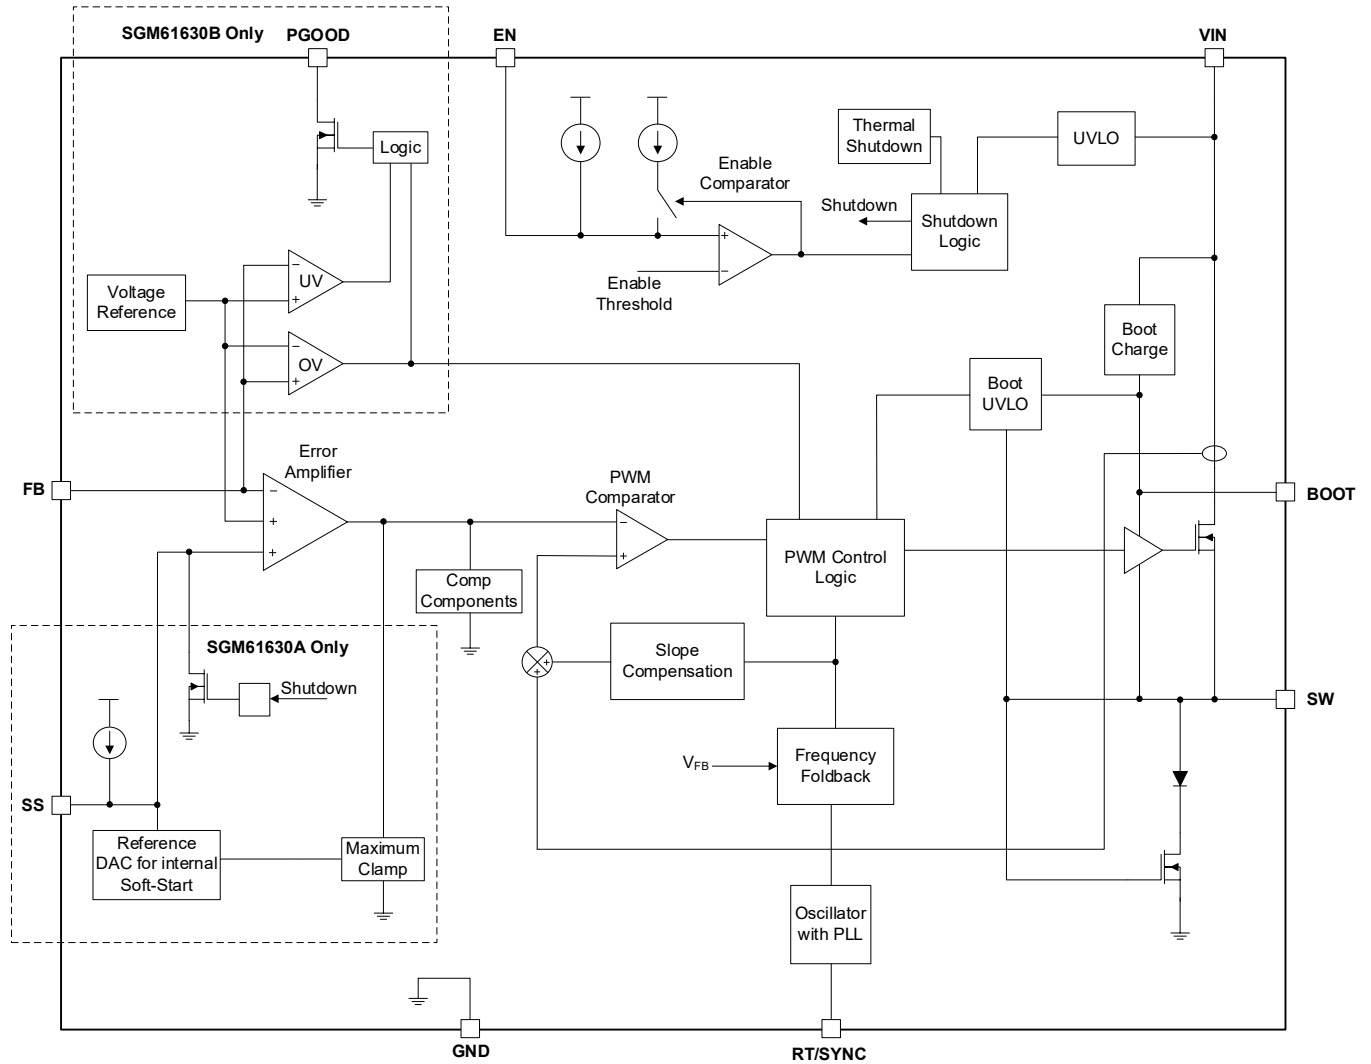 SGM61630B Only
PGOOD
EN
VIN
Logic
Thermal
Shutdown
UVLO
Enable
Comparator
Shutdown
Shutdown
Logic
+
−
Enable
Threshold
Voltage
Reference
−
UV
+
−
OV
+
Boot
Charge
Boot
UVLO
Error
Amplifier
FB
−
+
+
PWM
Comparator
−
+
PWM Control
Logic
BOOT
Comp
Components
SGM61630A Only
Shutdown
+
+
Slope
Compensation
SW
VFB
Frequency
Foldback
SS
Reference
DAC for internal
Soft-Start
Maximum
Clamp
Oscillator
with PLL
GND
RT/SYNC